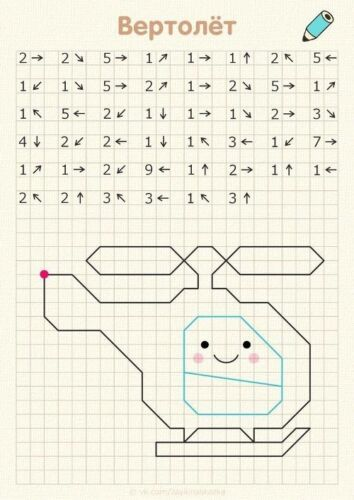 Вертолёт
2→ 2↘ 5→ 1↗ 1→ 1↑ 2↖ 5←
1↙ 1↘ 5→ 1↗ 1→ 2↘ 5→ 1↗
1↖ 5← 2↙ 1↓ 1→ 1↘ 2→ 3↘
4↓ 2↙ 2← 1↓ 1↖ 3← 1↙ 7→
1↗ 1→ 2↙ 9← 1↑ 2→ 1↑ 1←
2↖ 2↑ 3↖ 3← 1↖ 3↑